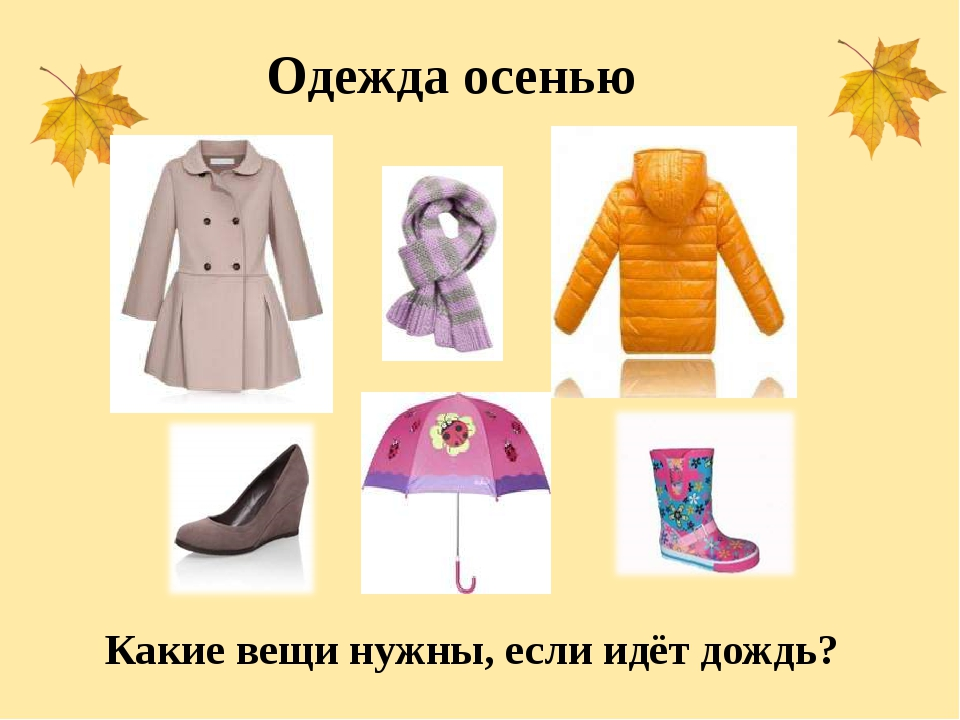 Одежда осенью
Какие вещи нужны, если идёт дождь?